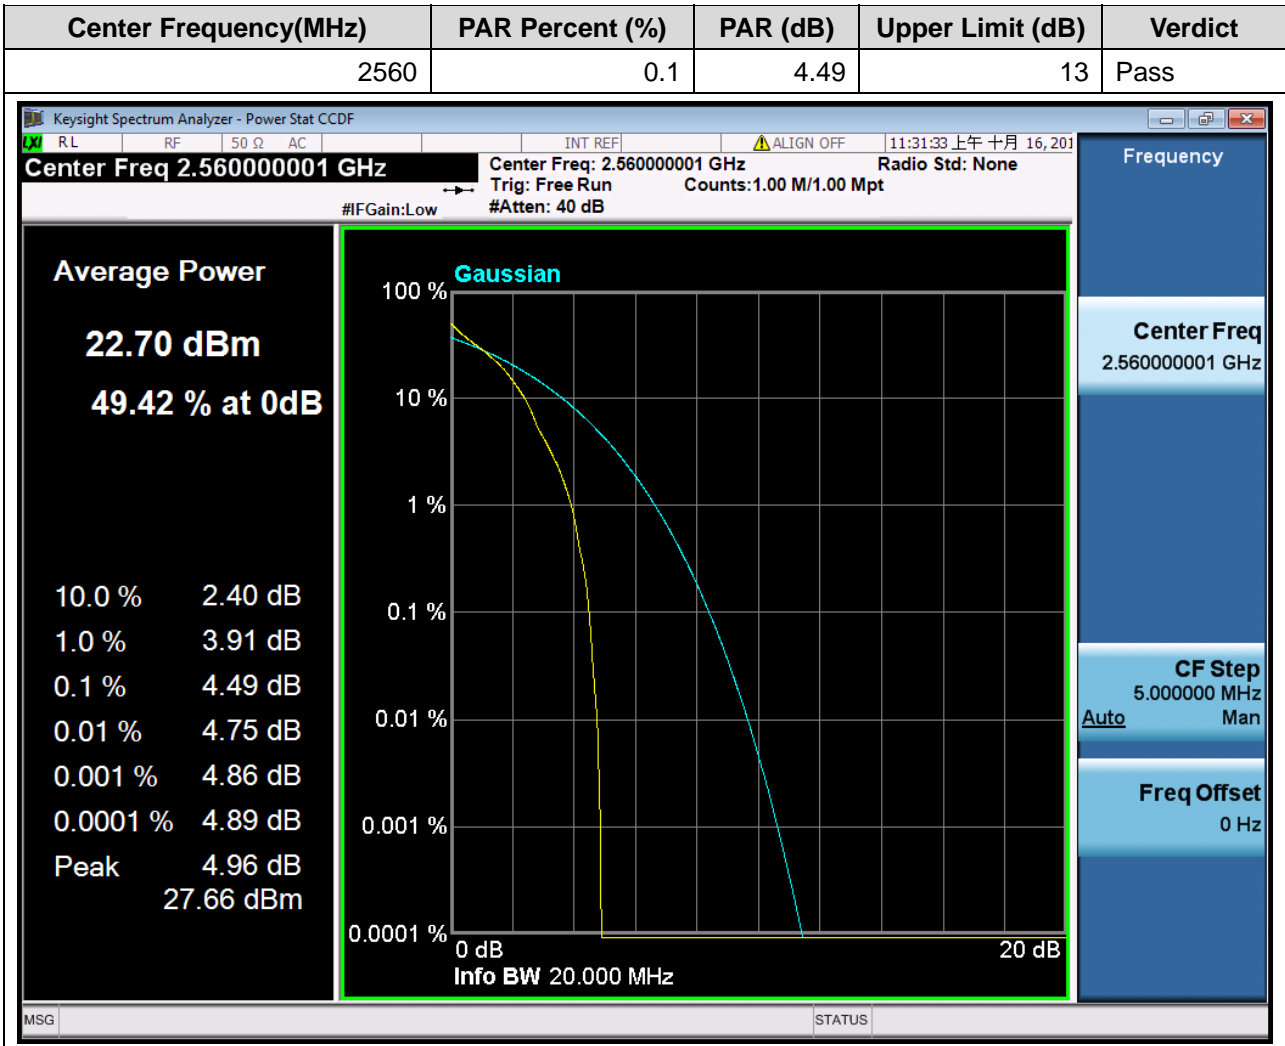 Center Frequency(MHz) PAR Percent (%) PAR (dB) Upper Limit (dB) Verdict
2560 0.1 4.49 13 Pass
Keysight Spectrum Analyzer - Power Stat CCDF
LXI RL RF 50 Ω AC INT REF ALIGN OFF 11:31:33 上午 十月 16, 201
Center Freq 2.560000001 GHz
Center Freq: 2.560000001 GHz Radio Std: None
Trig: Free Run Counts:1.00 M/1.00 Mpt
#IFGain:Low #Atten: 40 dB
Average Power
22.70 dBm
49.42 % at 0dB
10.0 % 2.40 dB
1.0 % 3.91 dB
0.1 % 4.49 dB
0.01 % 4.75 dB
0.001 % 4.86 dB
0.0001 % 4.89 dB
Peak 4.96 dB
27.66 dBm
Gaussian
100 %
10 %
1 %
0.1 %
0.01 %
0.001 %
0.0001 %
0 dB 20 dB
Info BW 20.000 MHz
Frequency
Center Freq
2.560000001 GHz
CF Step
5.000000 MHz
Auto Man
Freq Offset
0 Hz
MSG STATUS